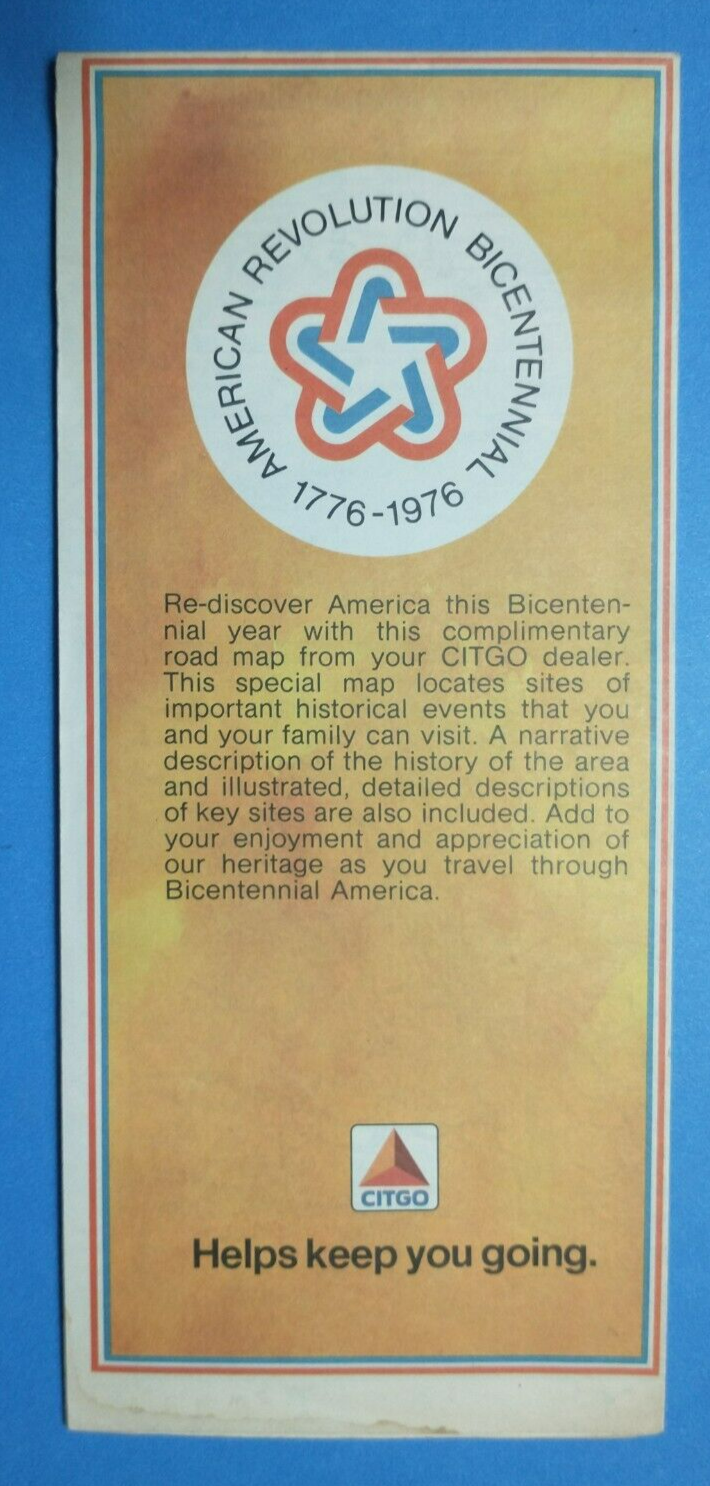 AMERICAN REVOLUTION BICENTENNIAL
1776-1976
Re-discover America this Bicenten-
nial year with this complimentary
road map from your CITGO dealer.
This special map locates sites of
important historical events that you
and your family can visit. A narrative
description of the history of the area
and illustrated, detailed descriptions
of key sites are also included. Add to
your enjoyment and appreciation of
our heritage as you travel through
Bicentennial America.
CITGO
Helps keep you going.